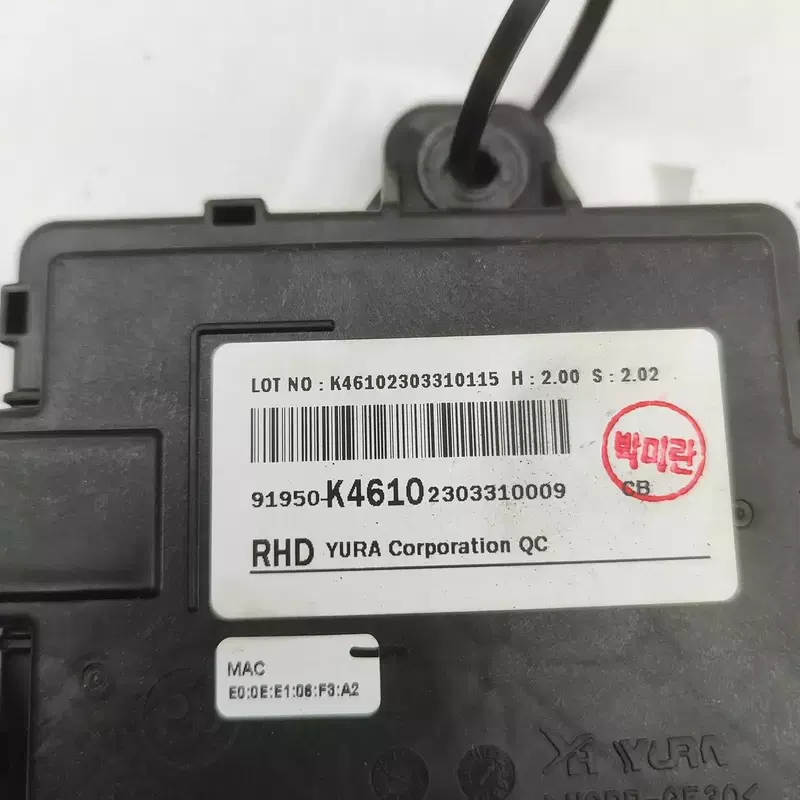 LOT NO : K46102303310115 H : 2.00 S : 2.02
박미란
91950-K4610 2303310009
CB
RHD YURA Corporation QC
MAC
E0:0E:E1:06:F3:A2
YURA